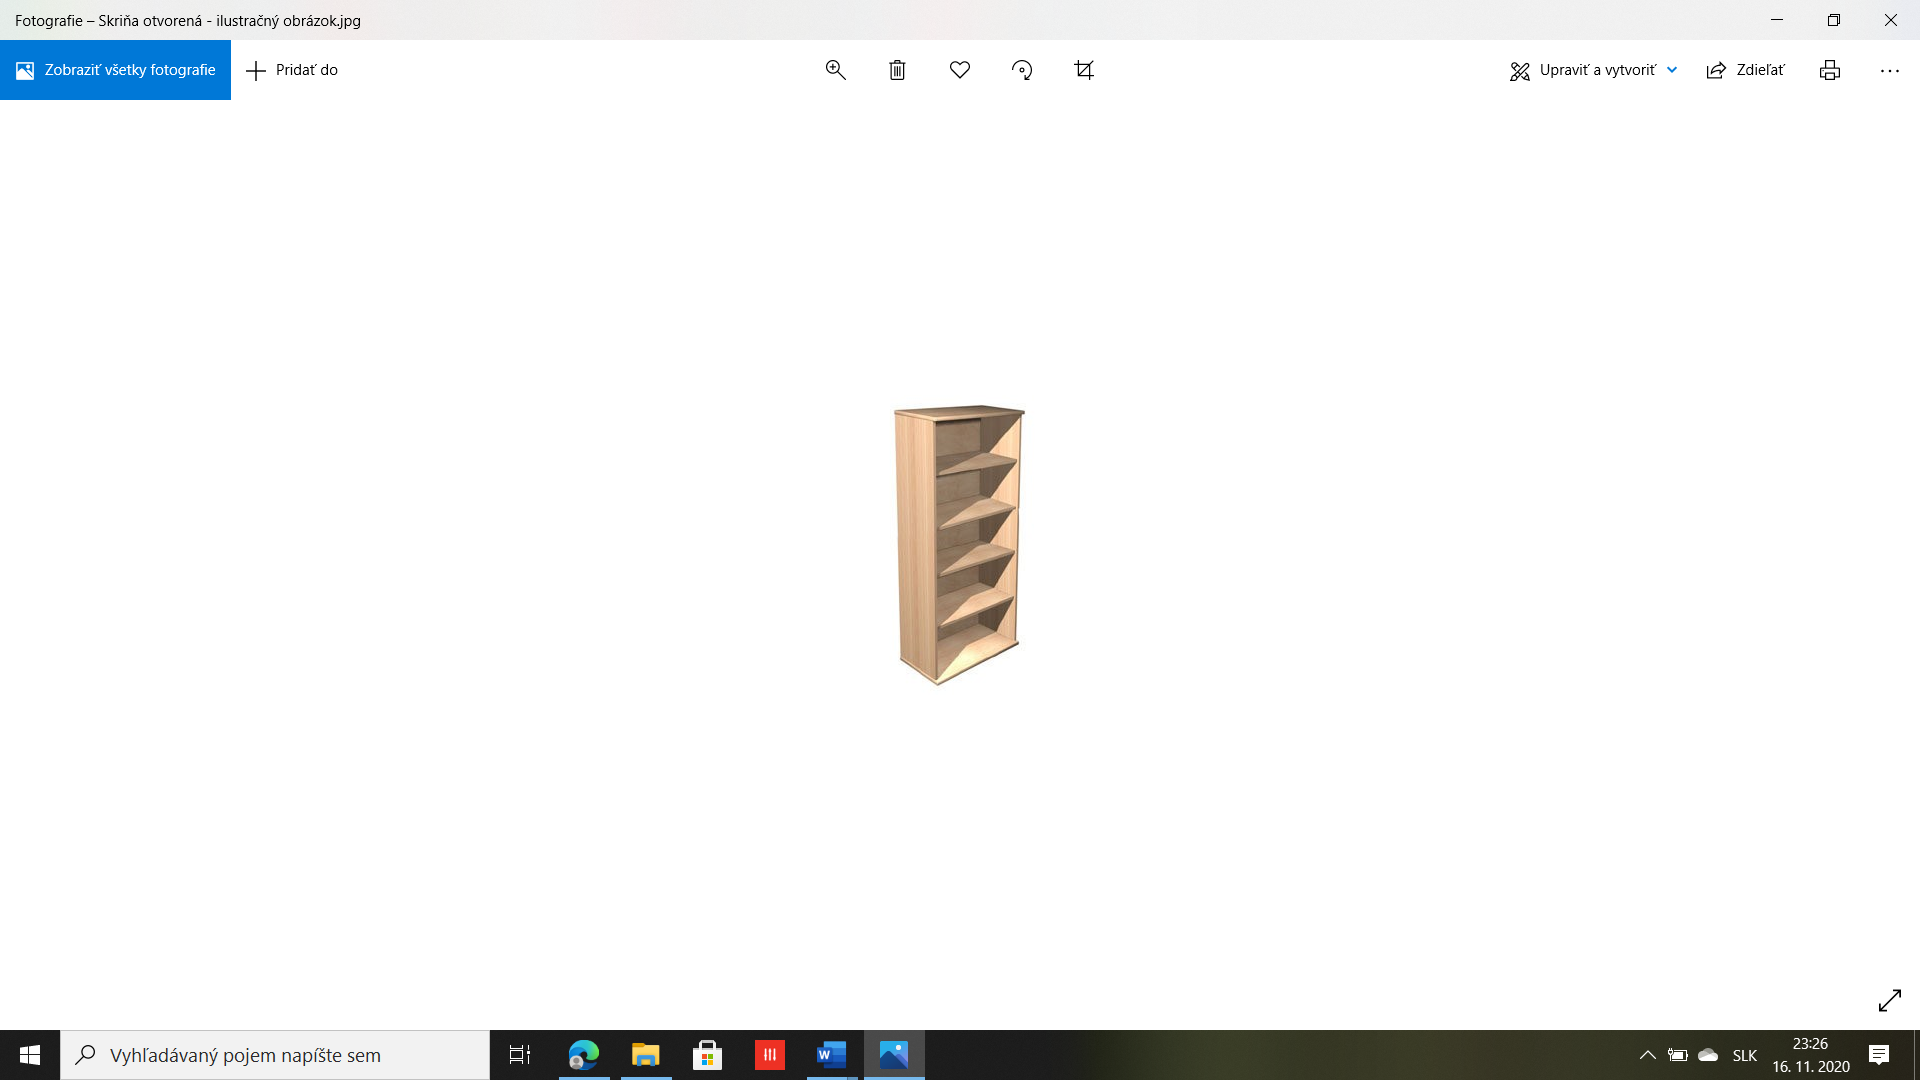 Fotografie – Skriňa otvorená - ilustračný obrázok.jpg
Zobraziť všetky fotografie
Pridať do
Upraviť a vytvoriť
Zdieľať
Vyhľadávaný pojem napíšte sem
W
SLK
23:26
16. 11. 2020